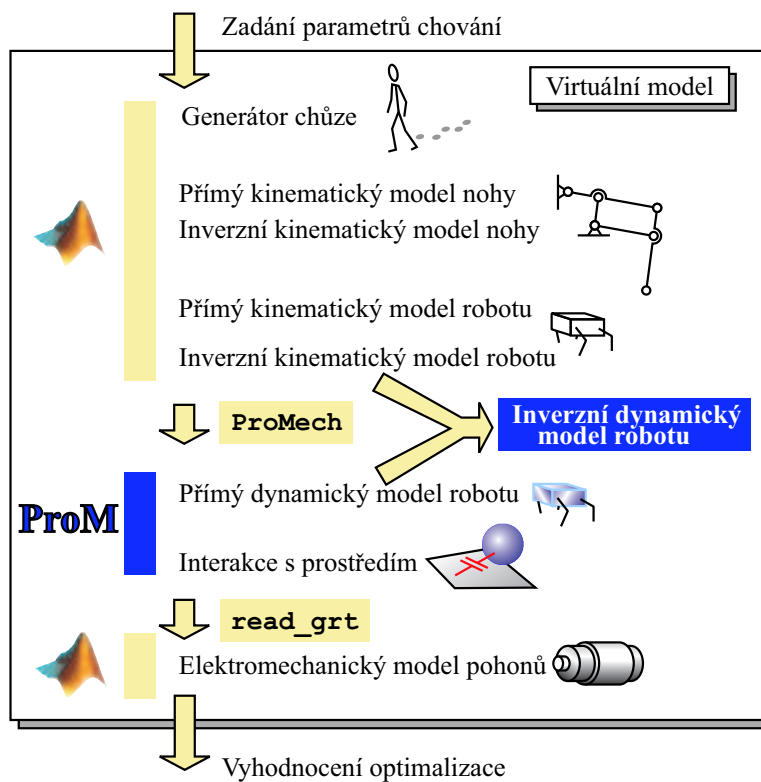 Zadání parametrů chování
Virtuální model
Generátor chůze
Přímý kinematický model nohy
Inverzní kinematický model nohy
Přímý kinematický model robotu
Inverzní kinematický model robotu
ProMech
Inverzní dynamický
model robotu
Přímý dynamický model robotu
ProM
Interakce s prostředím
read_grt
Elektromechanický model pohonů
Vyhodnocení optimalizace